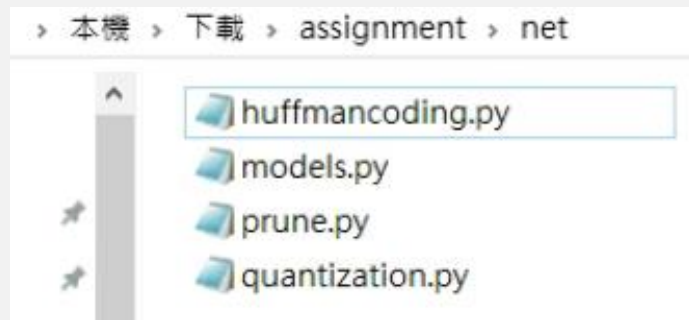 › 本機 › 下載 › assignment › net
huffmancoding.py
models.py
prune.py
quantization.py